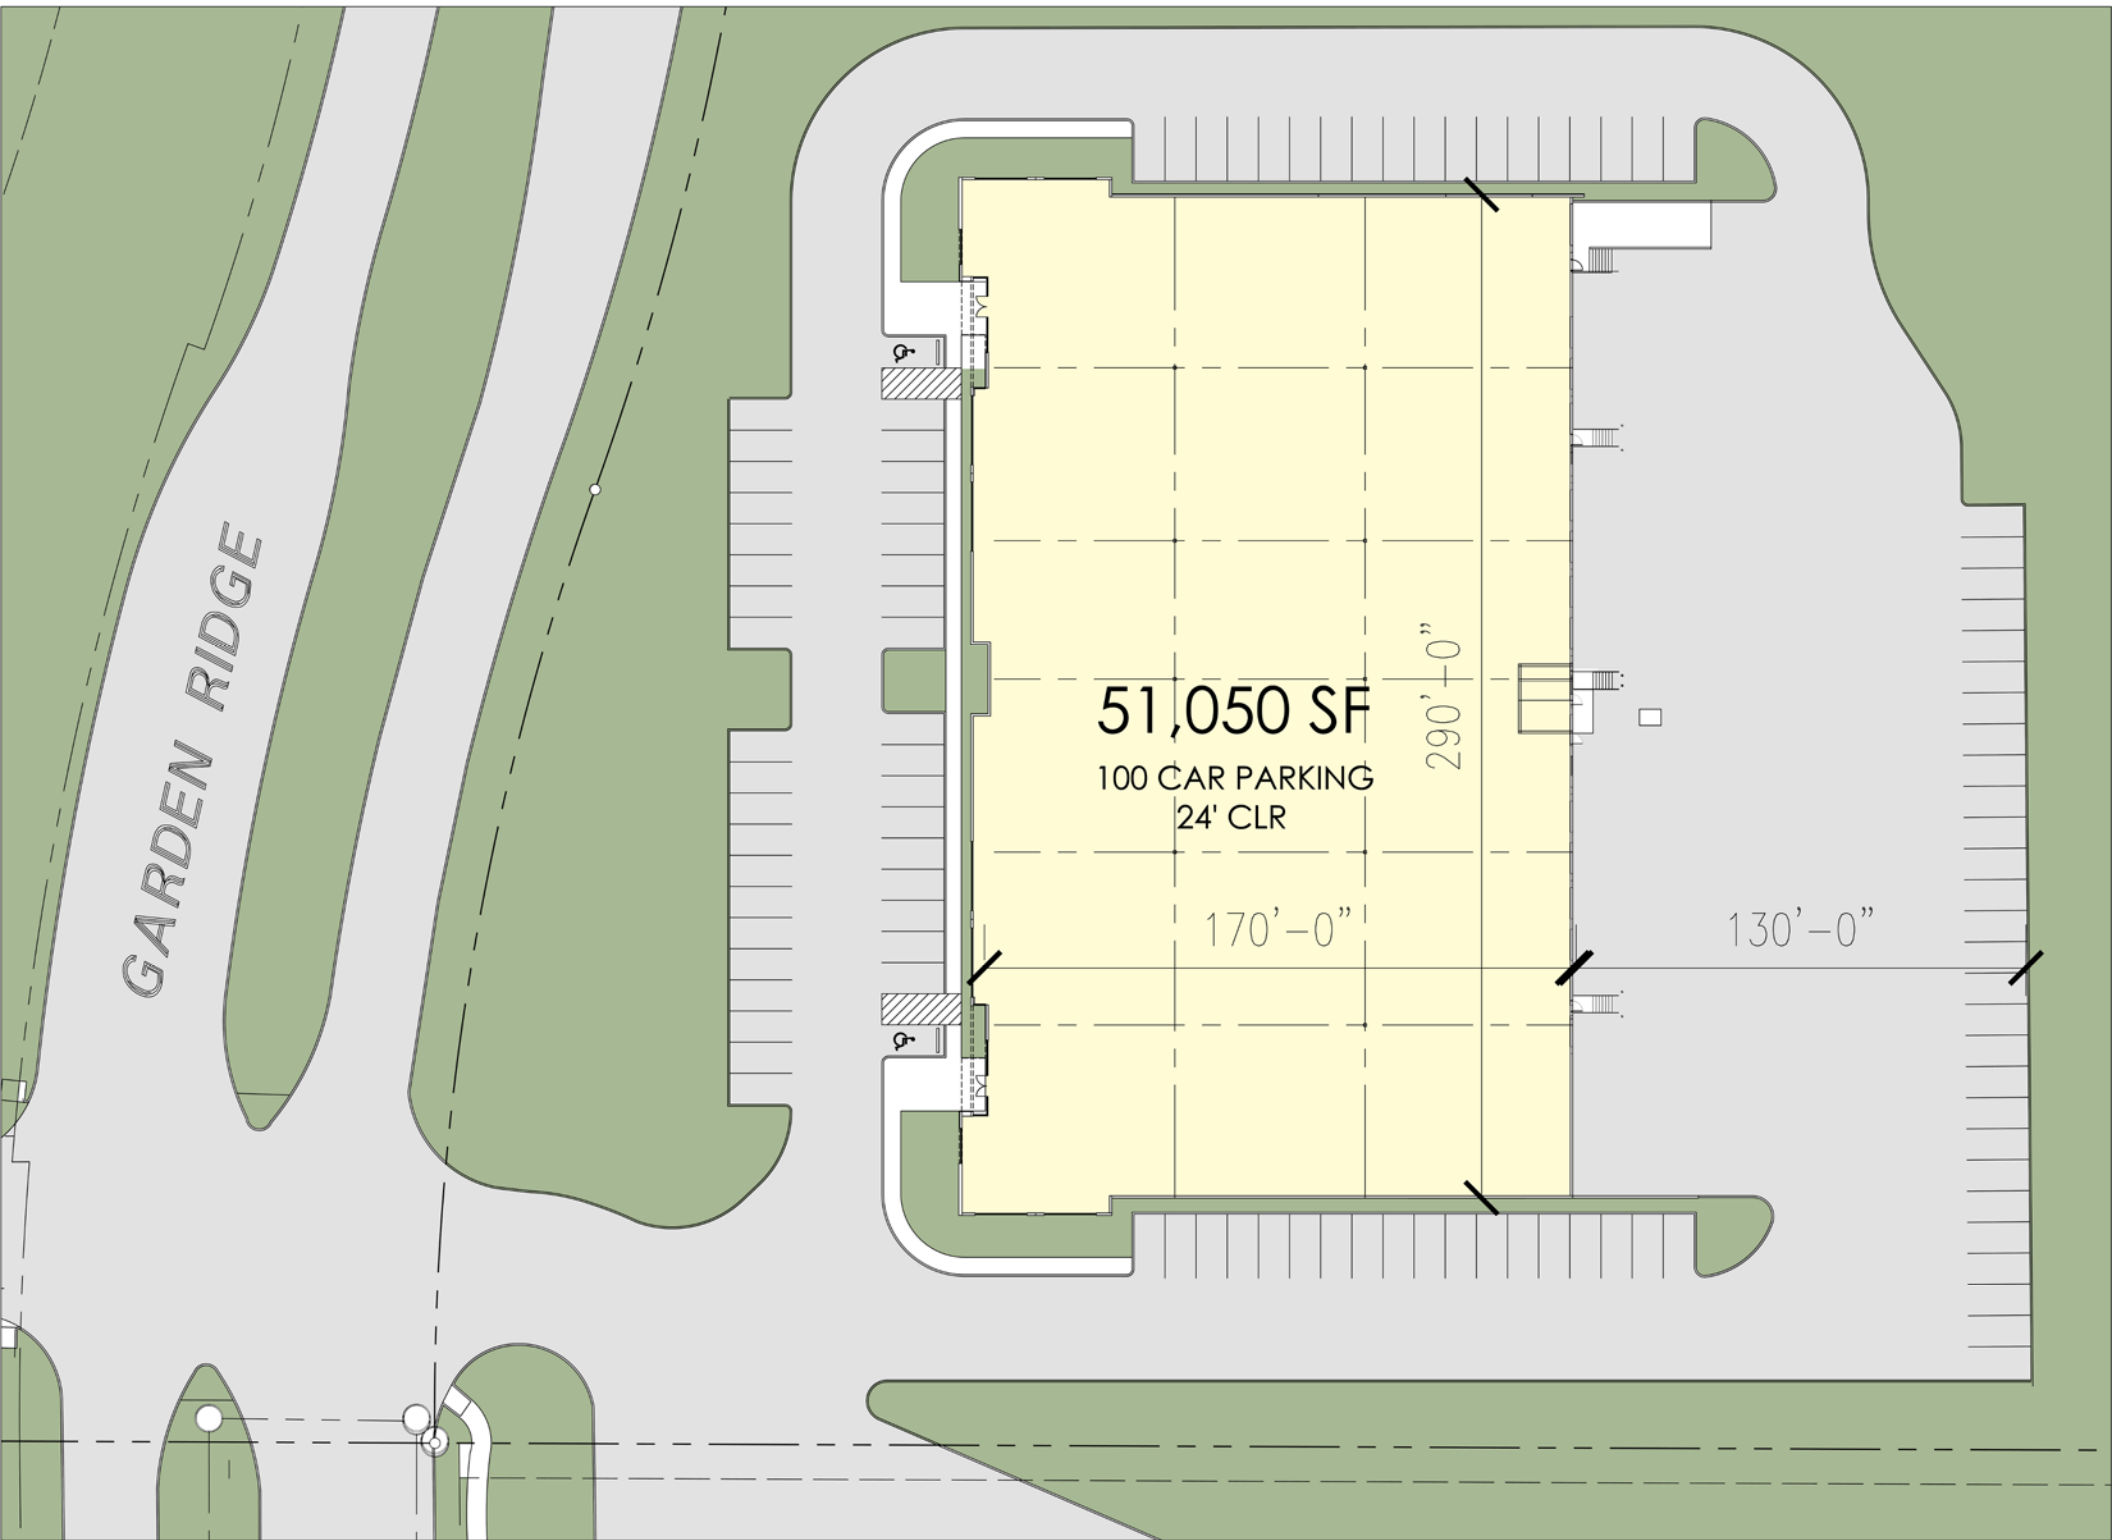 GARDEN RIDGE
51,050 SF
100 CAR PARKING
24' CLR
290'-0"
170'-0"
130'-0"